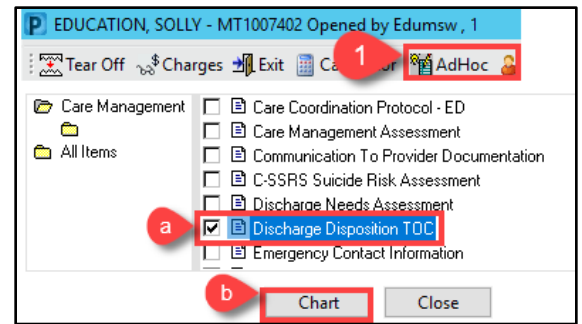 P EDUCATION, SOLLY - MT1007402 Opened by Edumsw , 1
Tear Off Charges Exit Ca or AdHoc
1
Care Management
All Items
Care Coordination Protocol - ED
Care Management Assessment
Communication To Provider Documentation
C-SSRS Suicide Risk Assessment
Discharge Needs Assessment
a Discharge Disposition TOC
Emergency Contact Information
b Chart Close